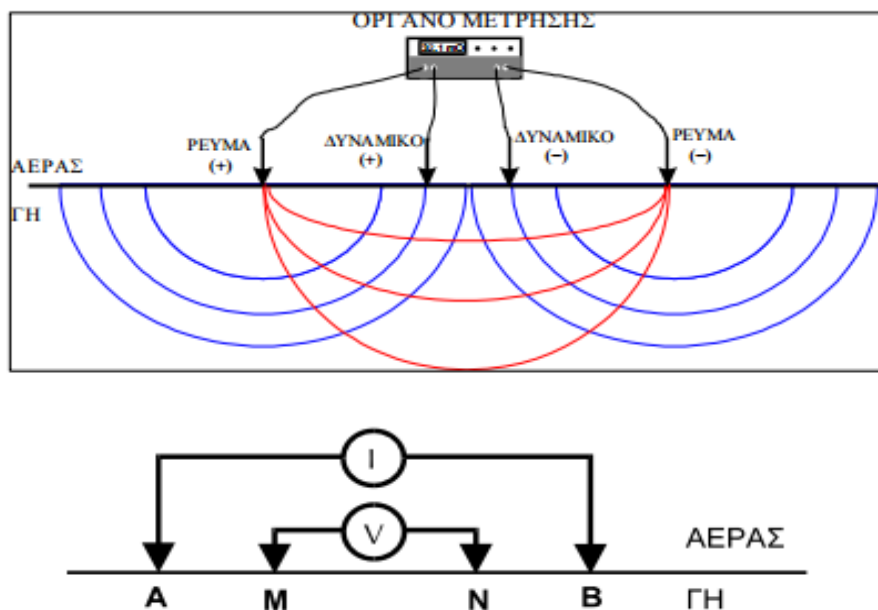 ΟΡΓΑΝΟ ΜΕΤΡΗΣΗΣ
ΡΕΥΜΑ
(+)
ΔΥΝΑΜΙΚΟ
(+)
ΔΥΝΑΜΙΚΟ
(−)
ΡΕΥΜΑ
(−)
ΑΕΡΑΣ
ΓΗ
I
V
ΑΕΡΑΣ
A M N B ΓΗ